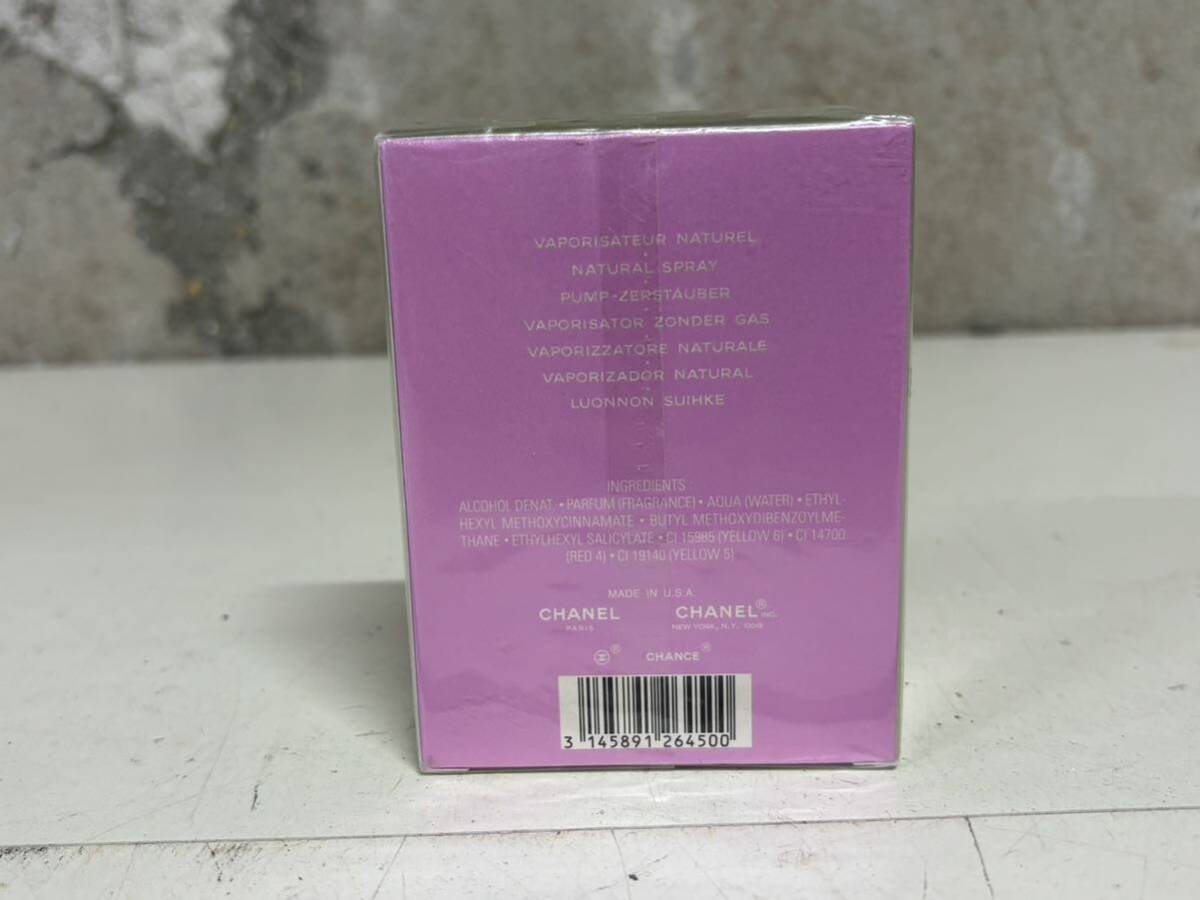 VAPORISATEUR NATUREL
NATURAL SPRAY
PUMP-ZERSTÄUBER
VAPORISATOR ZONDER GAS
VAPORIZZATORE NATURALE
VAPORIZADOR NATURAL
LUONNON SUIHKE
INGREDIENTS :
ALCOHOL DENAT. • PARFUM (FRAGRANCE) • AQUA (WATER) • ETHYL-
HEXYL METHOXYCINNAMATE • BUTYL METHOXYDIBENZOYLME-
THANE • ETHYLHEXYL SALICYLATE • CI 15985 (YELLOW 6) • CI 14700
(RED 4) • CI 19140 (YELLOW 5)
MADE IN U.S.A.
CHANEL CHANEL® INC.
PARIS NEW YORK, N.Y. 10019
® CHANCE®
3 145891 264500